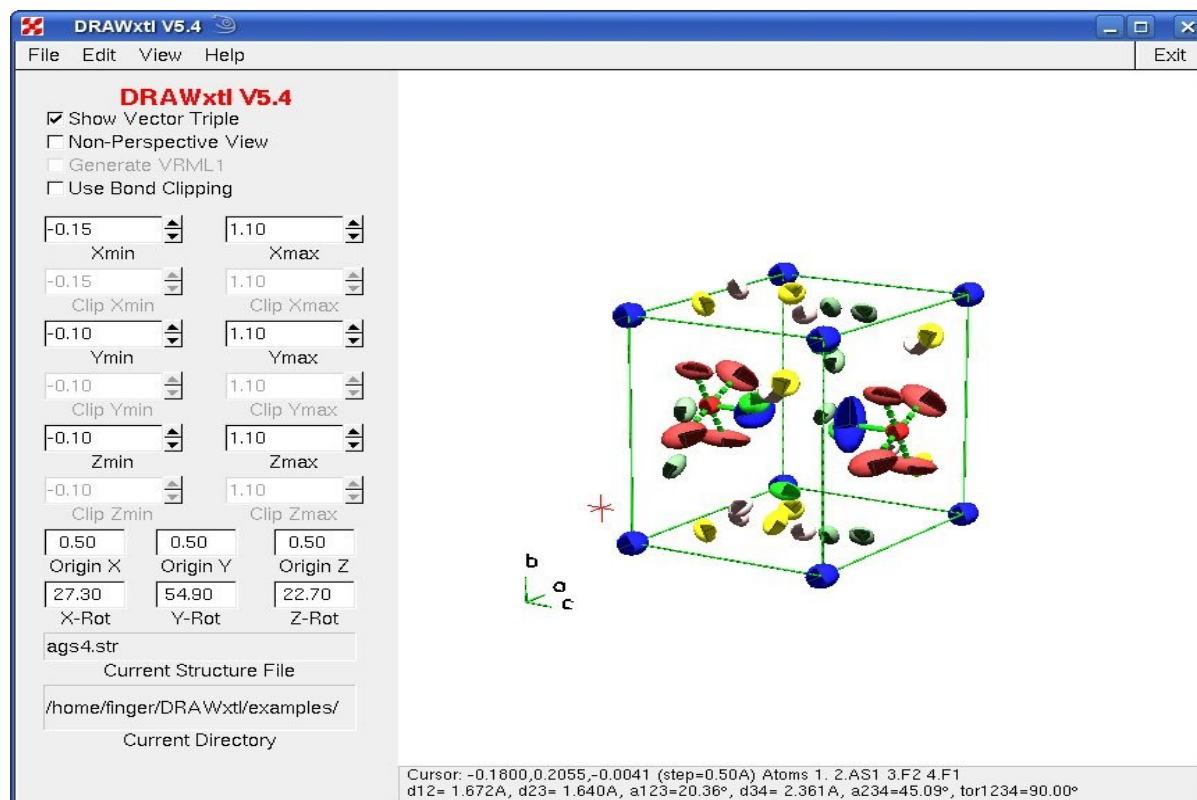 DRAWxtl V5.4
File Edit View Help Exit
DRAWxtl V5.4
Show Vector Triple
Non-Perspective View
Generate VRML1
Use Bond Clipping
-0.15 1.10
Xmin Xmax
-0.15 1.10
Clip Xmin Clip Xmax
-0.10 1.10
Ymin Ymax
-0.10 1.10
Clip Ymin Clip Ymax
-0.10 1.10
Zmin Zmax
-0.10 1.10
Clip Zmin Clip Zmax
0.50 0.50 0.50
Origin X Origin Y Origin Z
27.30 54.90 22.70
X-Rot Y-Rot Z-Rot
ags4.str
Current Structure File
/home/finger/DRAWxtl/examples/
Current Directory
b
a
c
Cursor: -0.1800,0.2055,-0.0041 (step=0.50A) Atoms 1. 2.AS1 3.F2 4.F1
d12= 1.672A, d23= 1.640A, a123=20.36°, d34= 2.361A, a234=45.09°, tor1234=90.00°